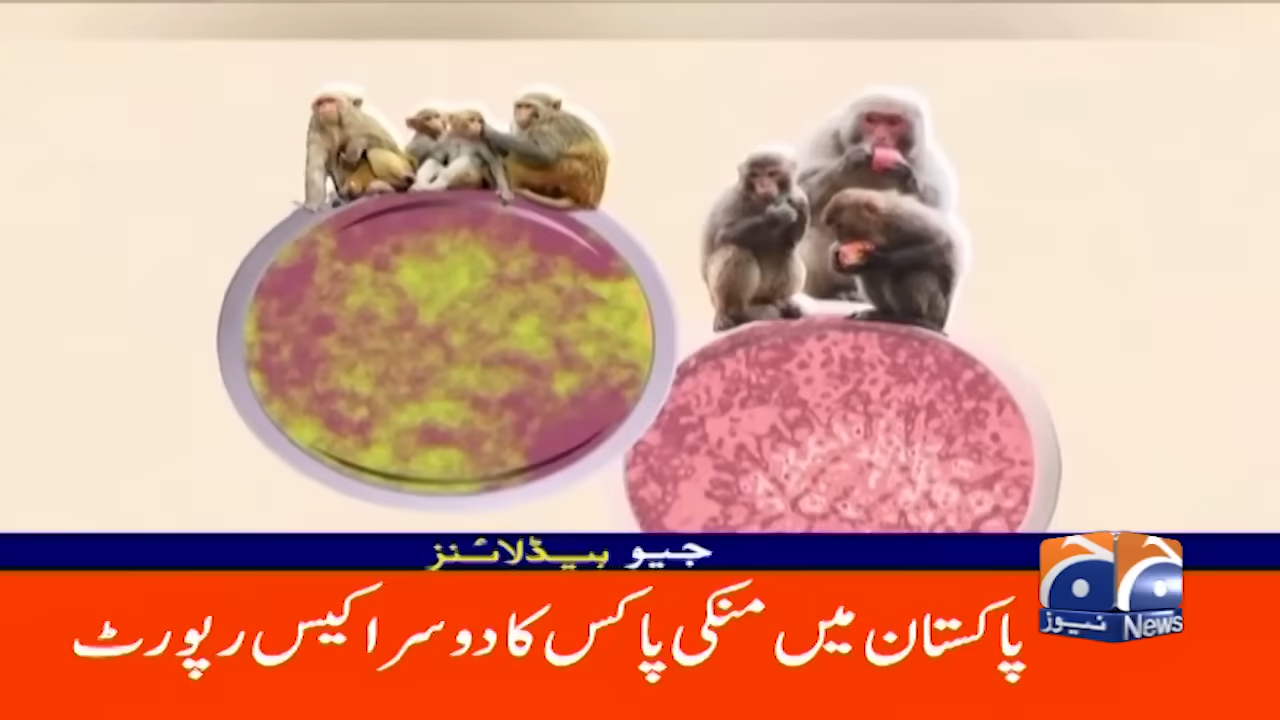 جیو ہیڈلائنز
پاکستان میں منکی پاکس کا دوسرا کیس رپورٹ
نیوز News